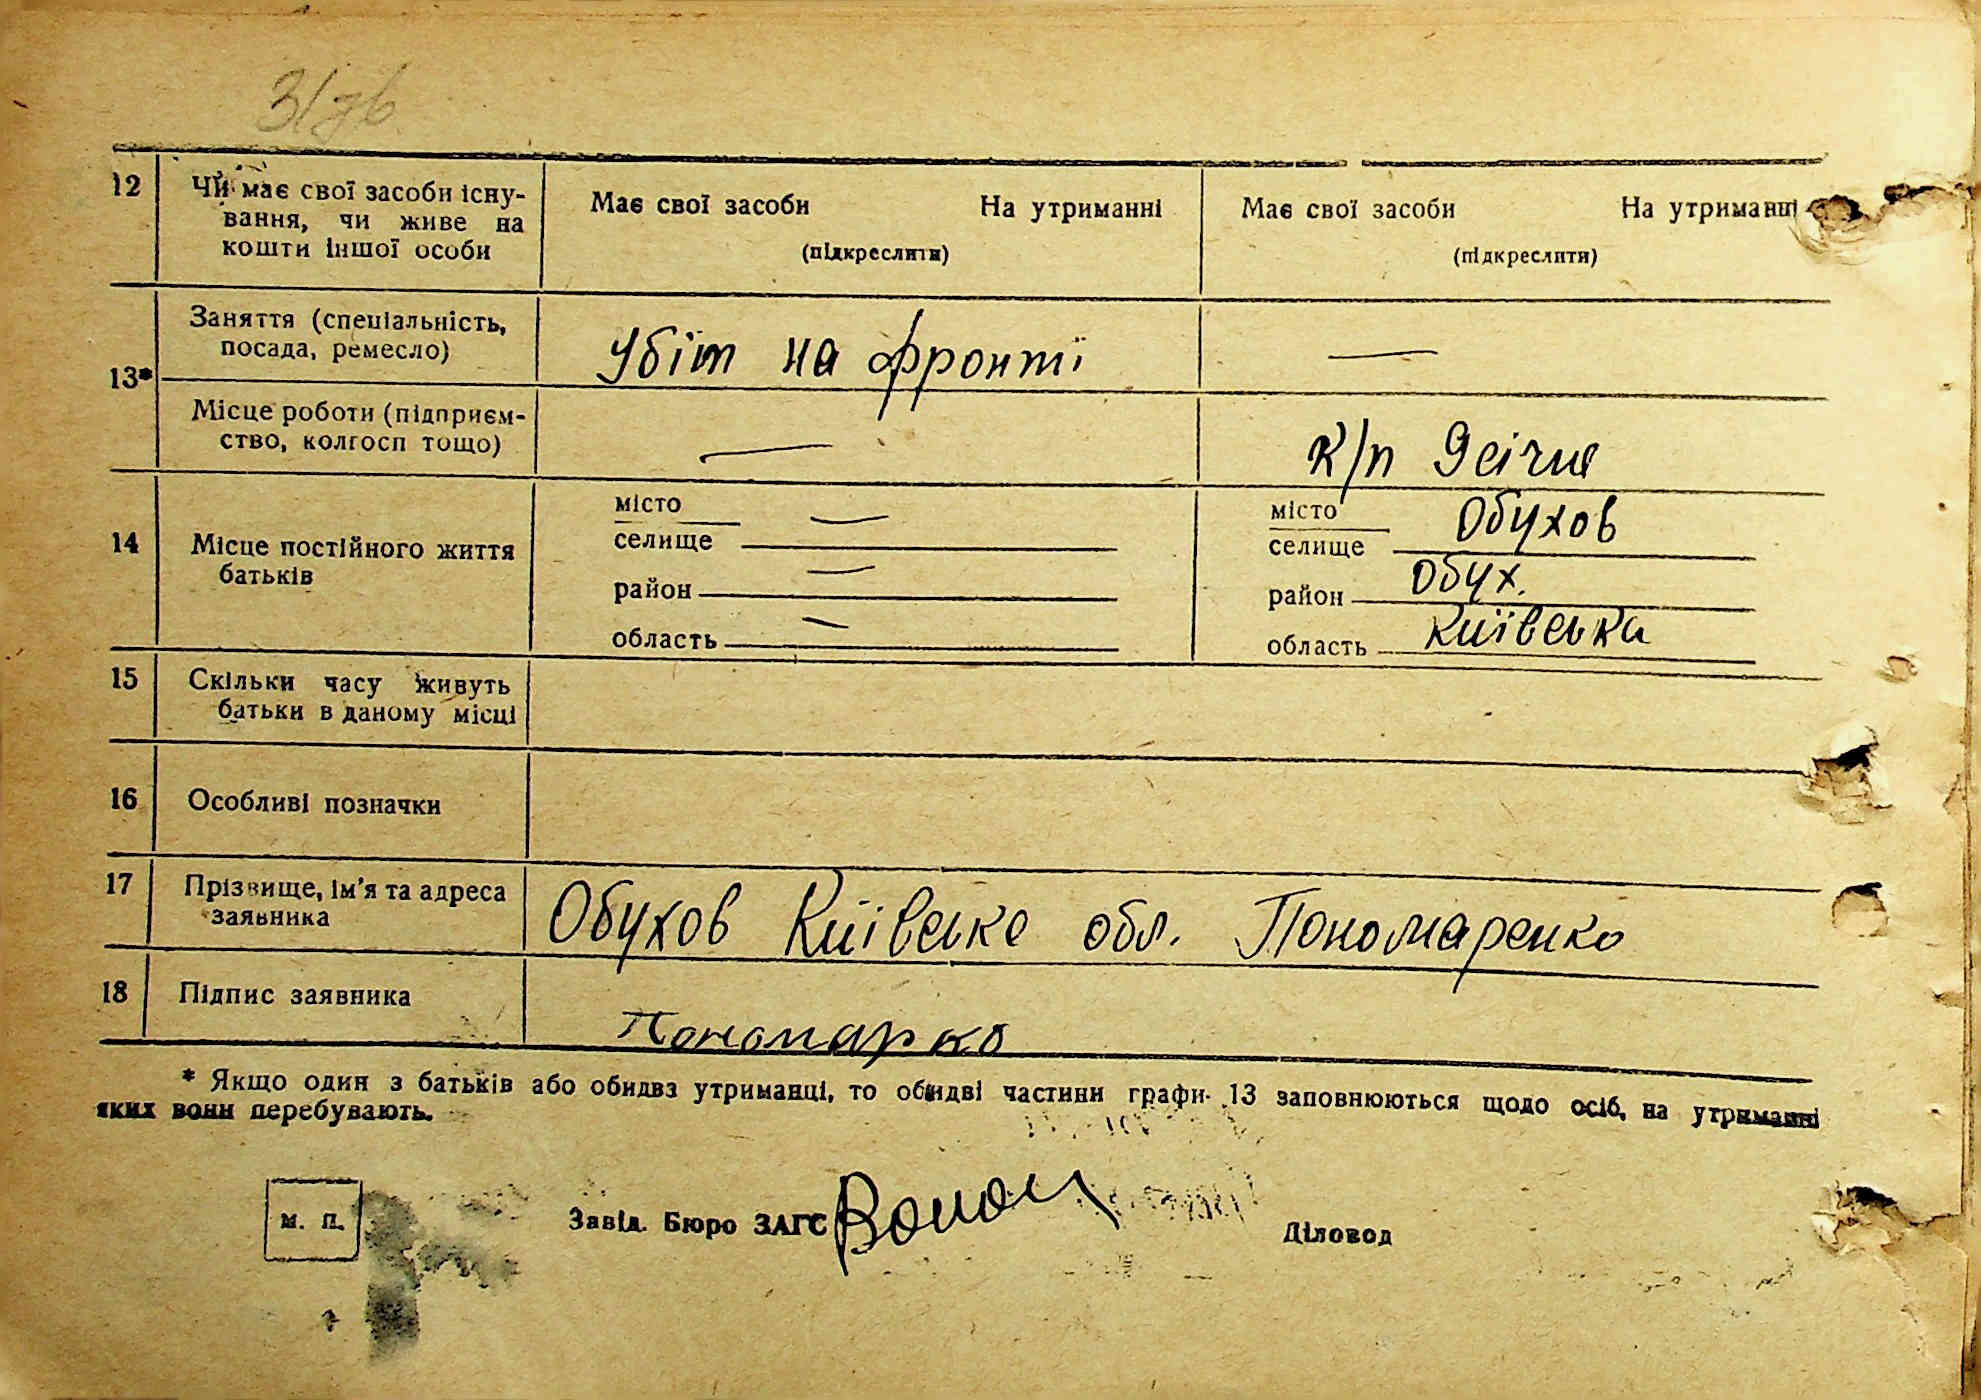 12 Чи має свої засоби існу- Має свої засоби На утриманні Має свої засоби На утриманні
вання, чи живе на
кошти іншої особи (підкреслити) (підкреслити)
Заняття (спеціальність,
посада, ремесло) Убіт на фронті —
13*
Місце роботи (підприєм-
ство, колгосп тощо) — к/п
місто — місто Обухов
селище селище
14 Місце постійного життя
батьків
район — район Обух.
область — область Київська
15 Скільки часу живуть
батьки в даному місці
16 Особливі позначки
17 Прізвище, ім'я та адреса
заявника Обухов Київське обл. Пономаренко
18 Підпис заявника
Пономарко
* Якщо один з батьків або обидва утриманці, то обидві частини графи 13 заповнюються щодо осіб, на утриманні
яких вони перебувають.
м. п. Завід. Бюро ЗАГС Діловод